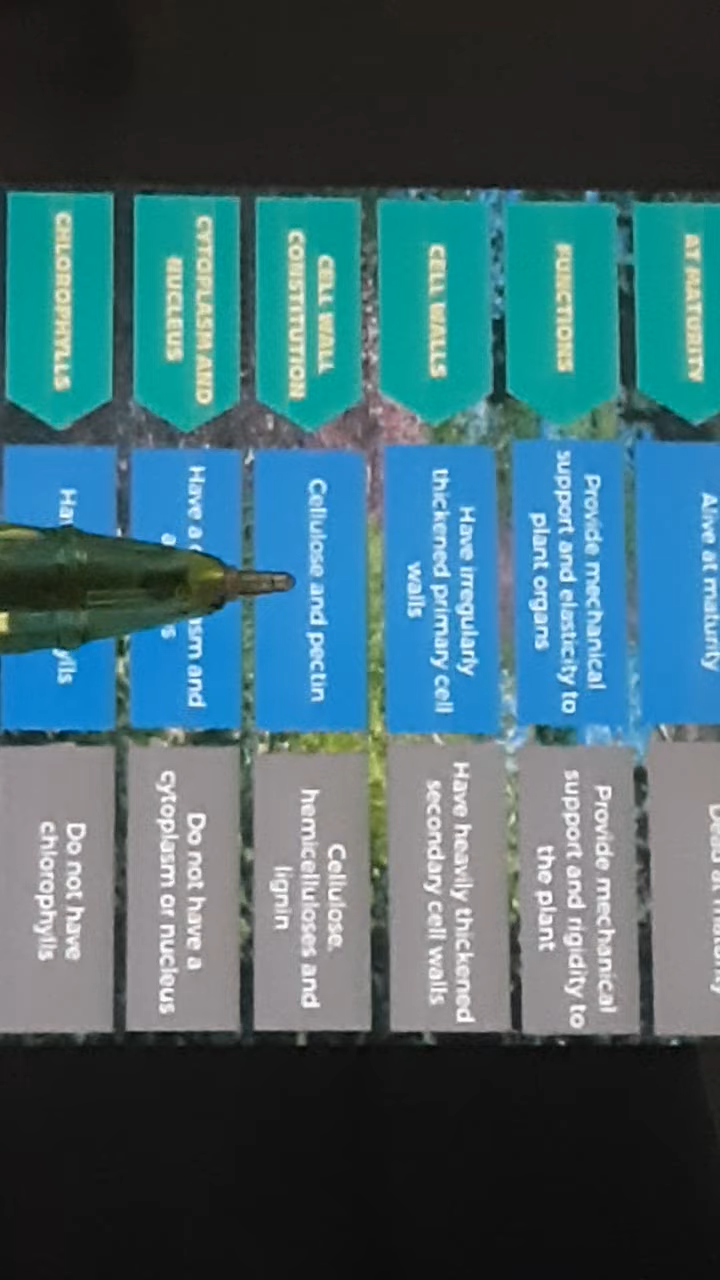 AT MATURITY
Alive at maturity
FUNCTIONS
Provide mechanical
support and elasticity to
plant organs
Provide mechanical
support and rigidity to
the plant
CELL WALLS
Have irregularly
thickened primary cell
walls
Have heavily thickened
secondary cell walls
CELL WALL
CONSTITUTION
Cellulose and pectin
Cellulose,
hemicelluloses and
lignin
CYTOPLASM AND
NUCLEUS
Have a and
Do not have a
cytoplasm or nucleus
CHLOROPHYLLS
Do not have
chlorophylls